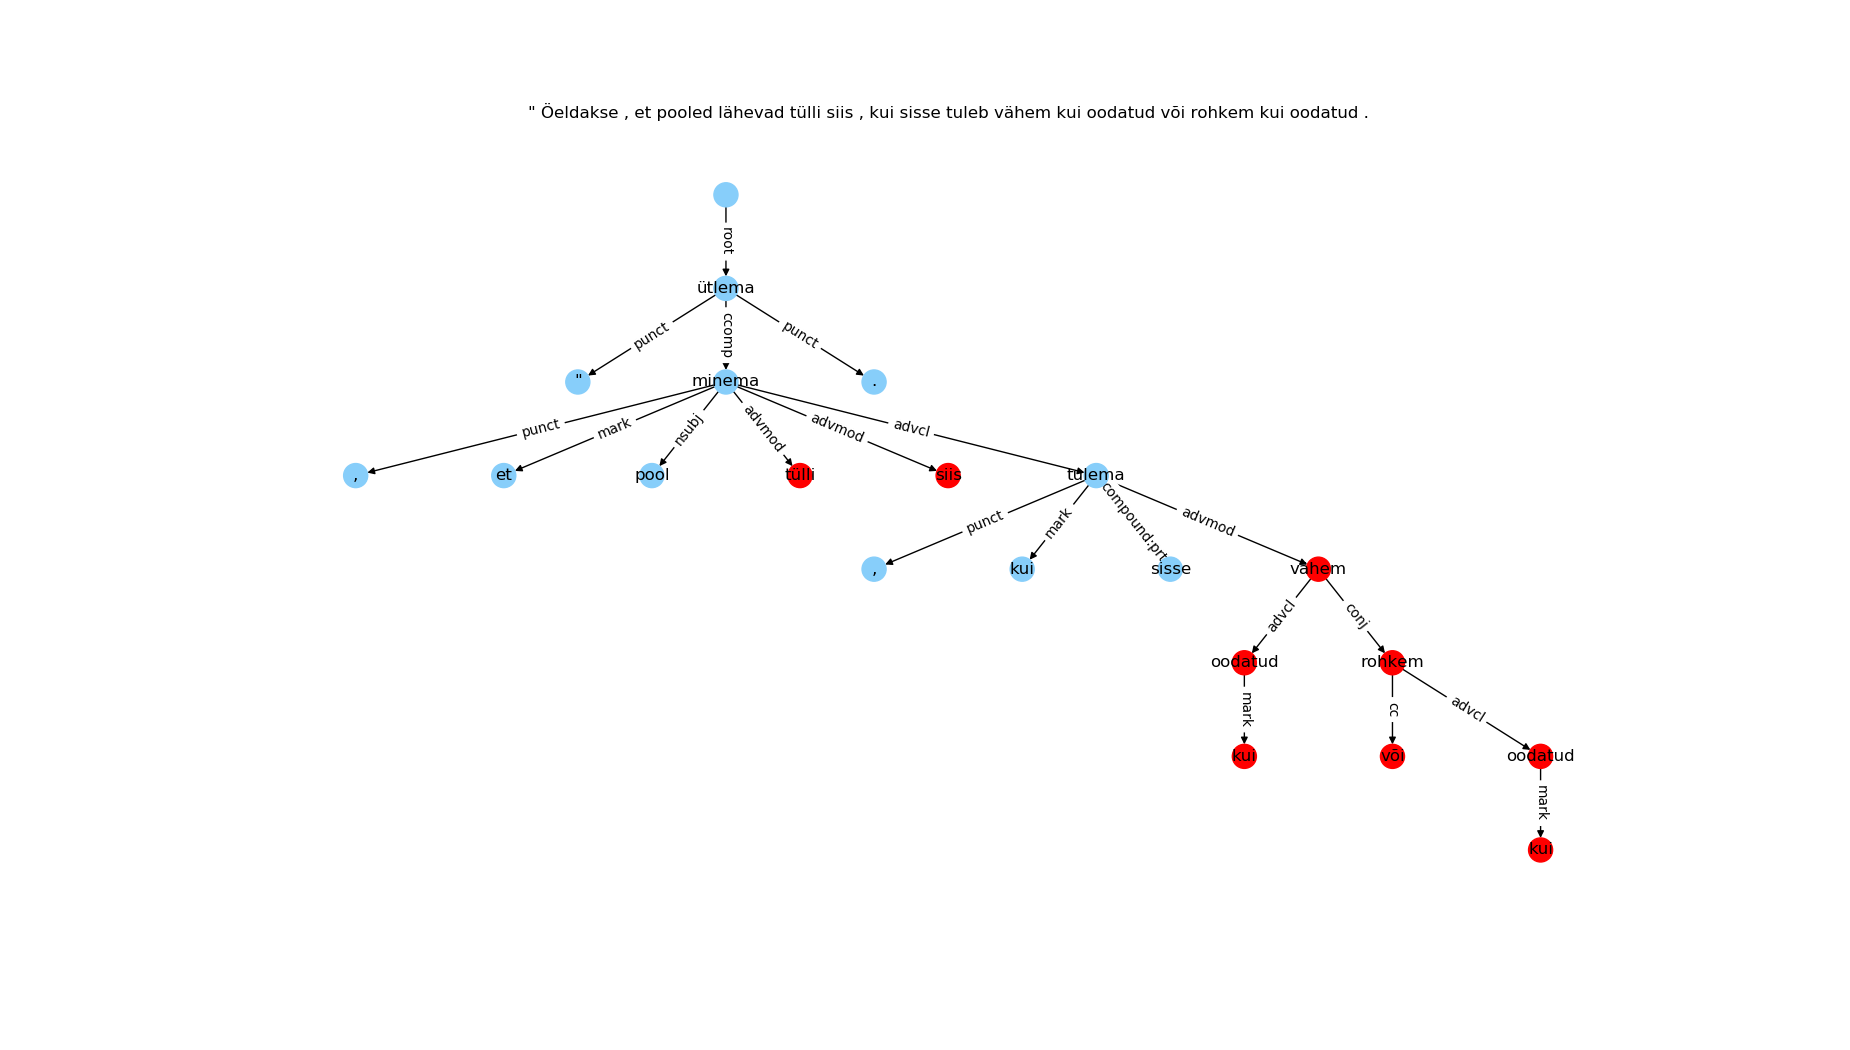 " Öeldakse , et pooled lähevad tülli siis , kui sisse tuleb vähem kui oodatud või rohkem kui oodatud .
root
ütlema
punct ccomp punct
" minema .
punct mark nsubj advmod advmod advcl
, et pool tülli siis tulema
punct mark compound:prt advmod
, kui sisse vähem
advcl conj
oodatud rohkem
mark cc advcl
kui või oodatud
mark
kui